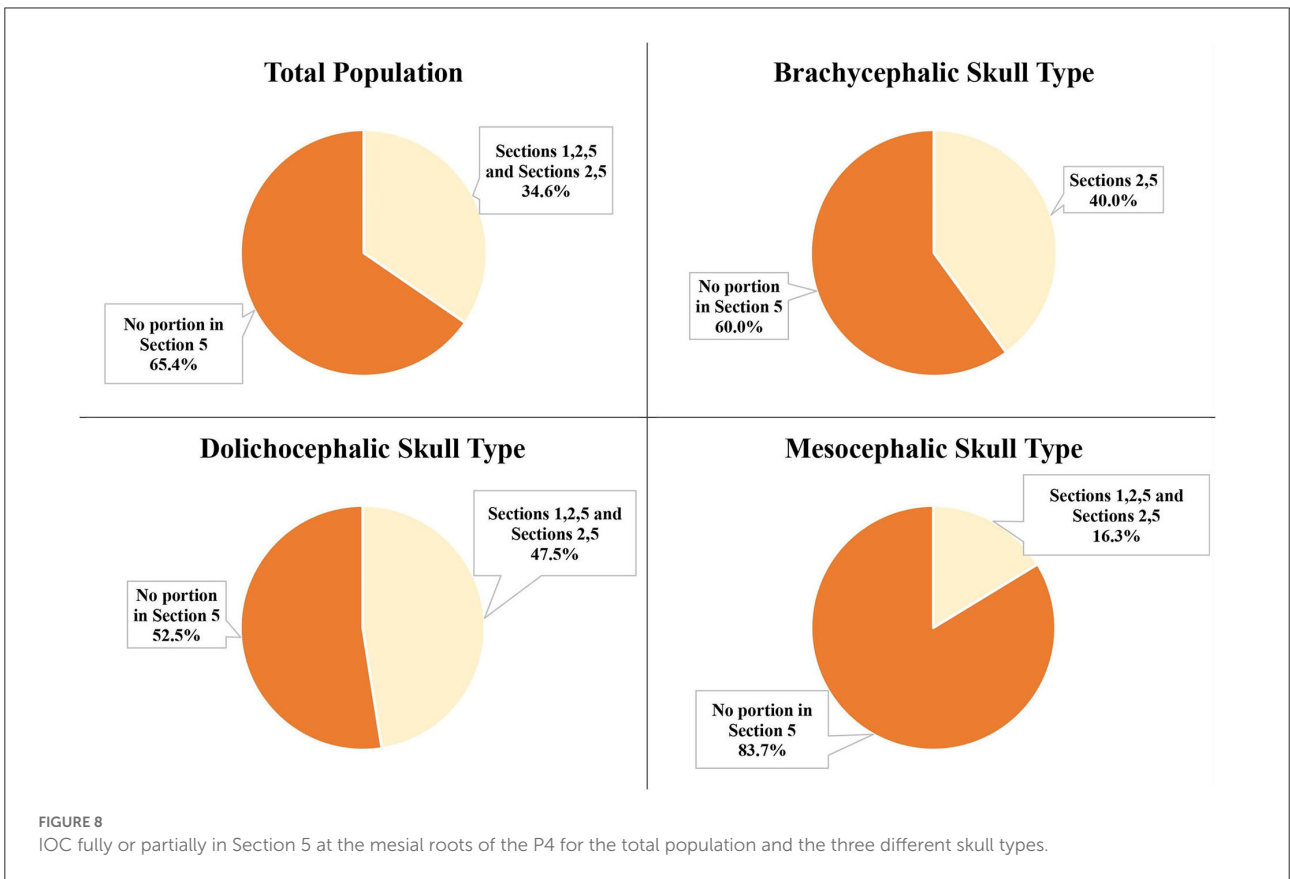 Total Population
Sections 1,2,5
and Sections 2,5
34.6%
No portion in
Section 5
65.4%
Brachycephalic Skull Type
Sections 2,5
40.0%
No portion
in Section 5
60.0%
Dolichocephalic Skull Type
Sections 1,2,5 and
Sections 2,5
47.5%
No portion
in Section 5
52.5%
Mesocephalic Skull Type
Sections 1,2,5 and
Sections 2,5
16.3%
No portion in
Section 5
83.7%
FIGURE 8
IOC fully or partially in Section 5 at the mesial roots of the P4 for the total population and the three different skull types.